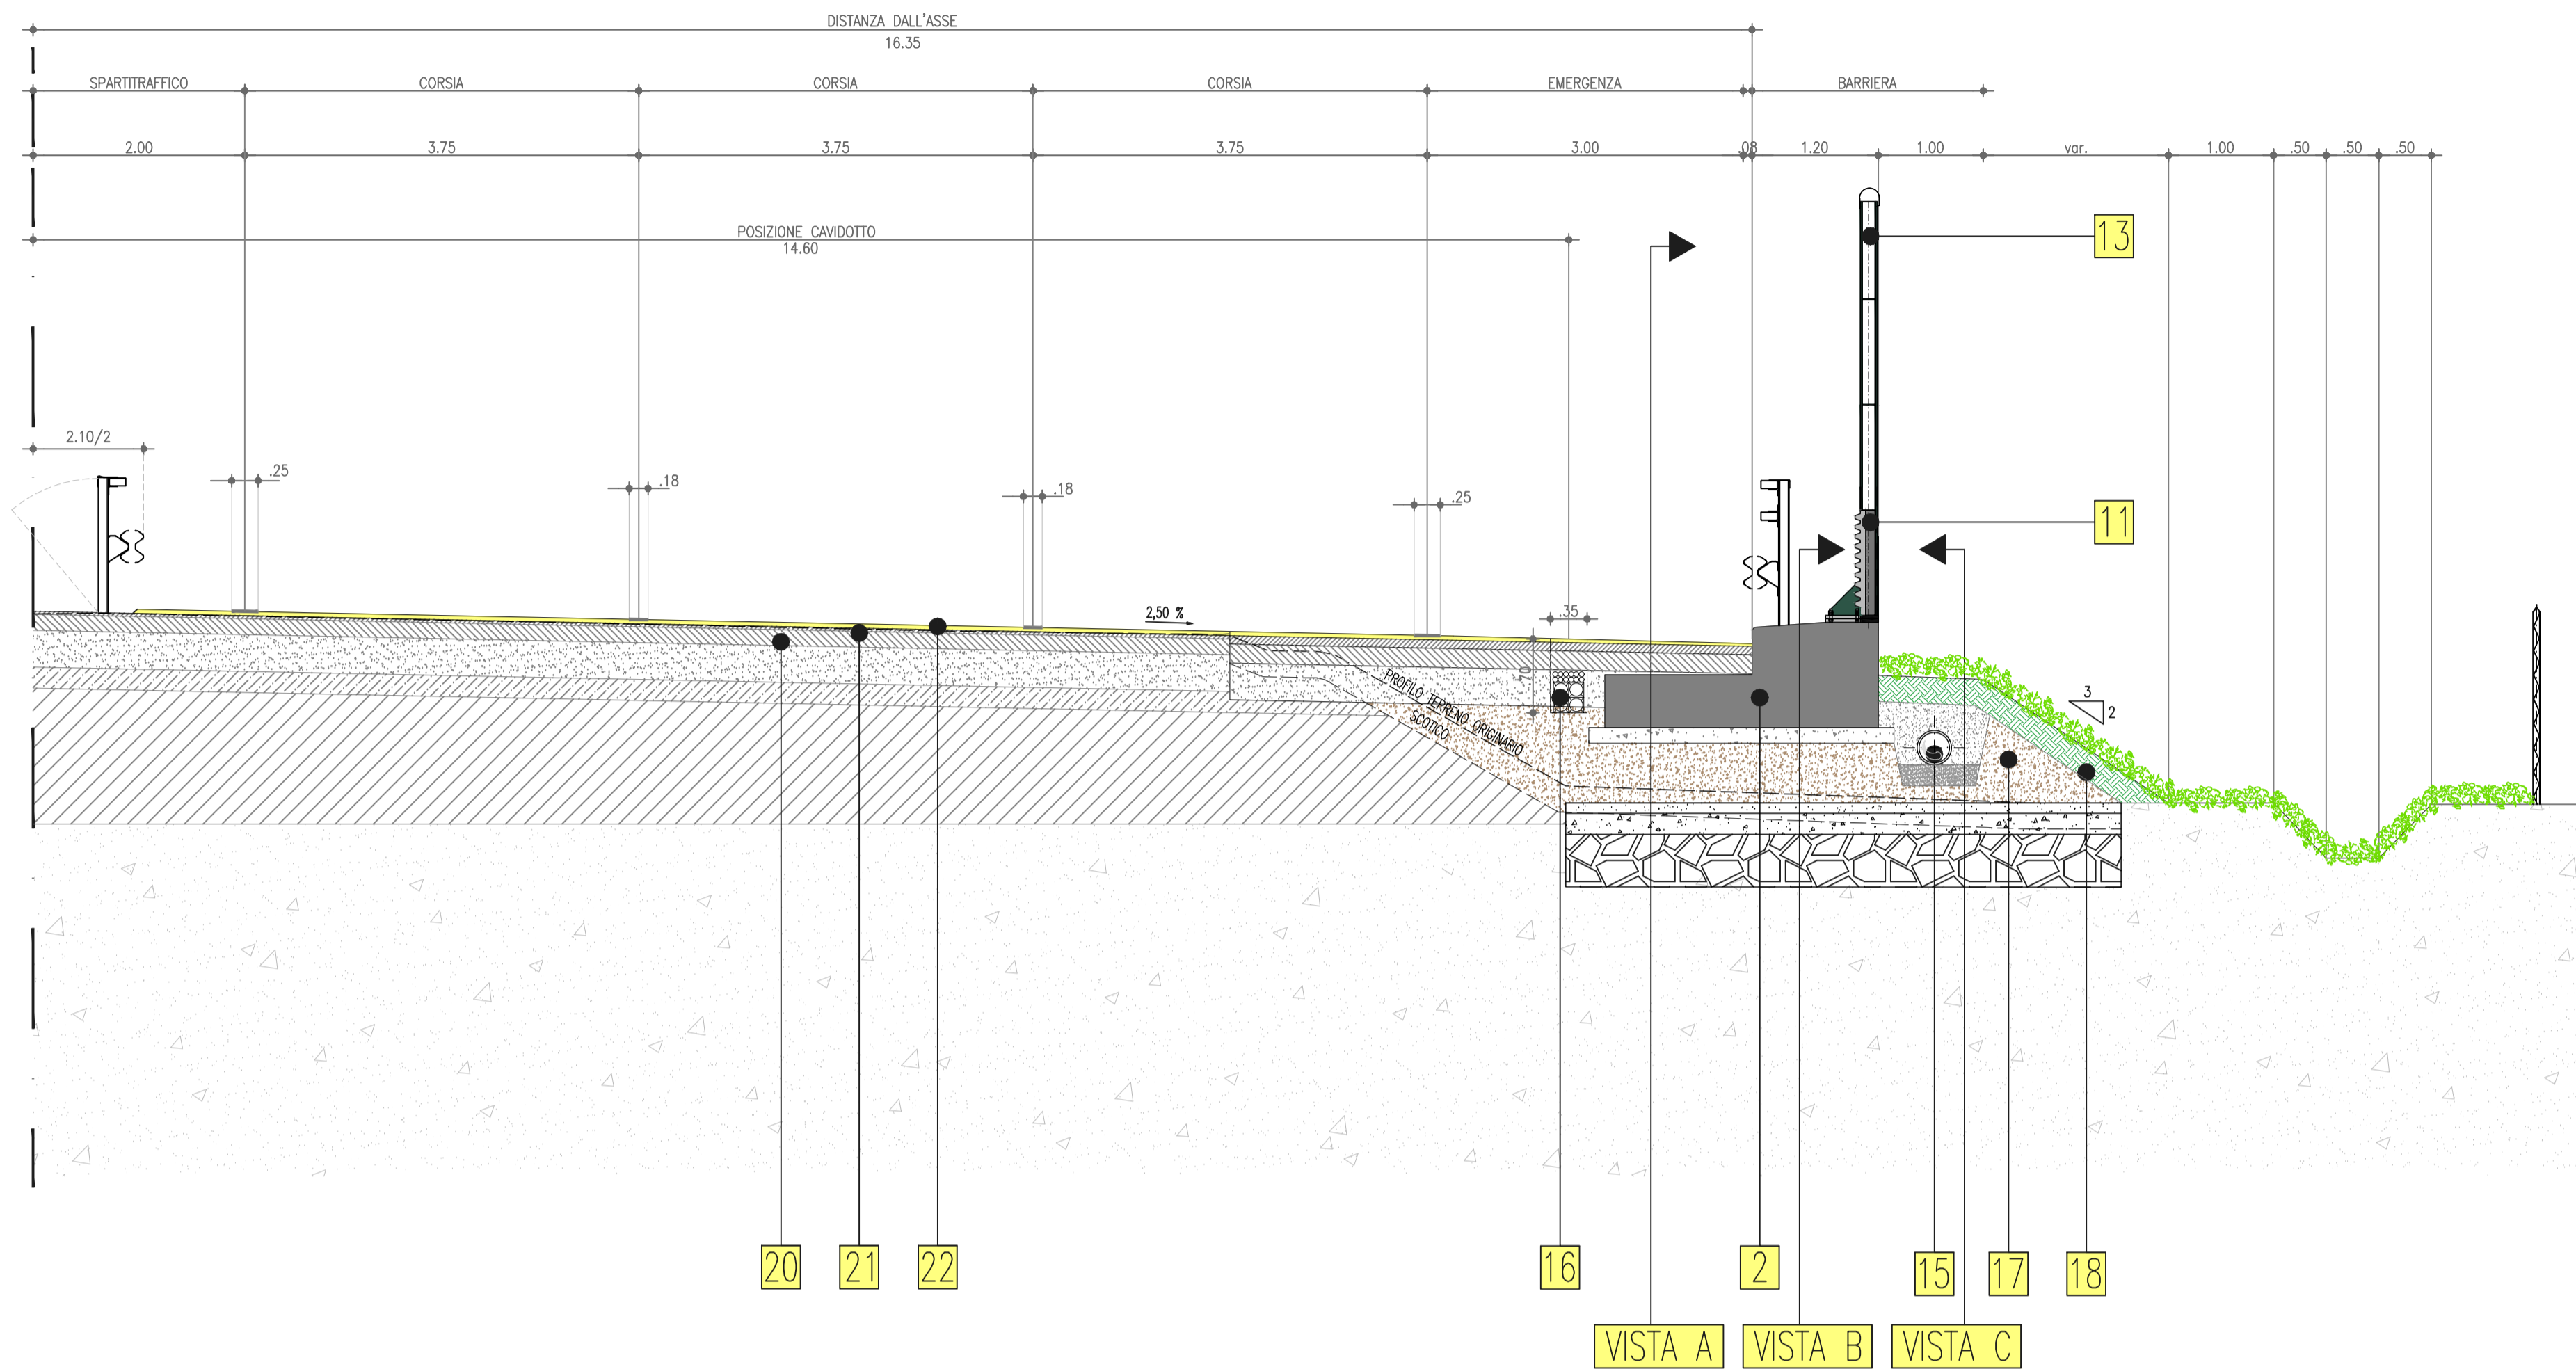 DISTANZA DALL'ASSE
16.35
SPARTITRAFFICO CORSIA CORSIA CORSIA EMERGENZA BARRIERA
2.00 3.75 3.75 3.75 3.00 .08 1.20 1.00 var. 1.00 .50 .50 .50
POSIZIONE CAVIDOTTO
14.60
13
2.10/2
.25
.18
.18
.25
11
2,50 %
.35
70
PROFILO TERRENO ORIGINARIO
SCOTICO
3
2
20 21 22 16 2 15 17 18
VISTA A VISTA B VISTA C